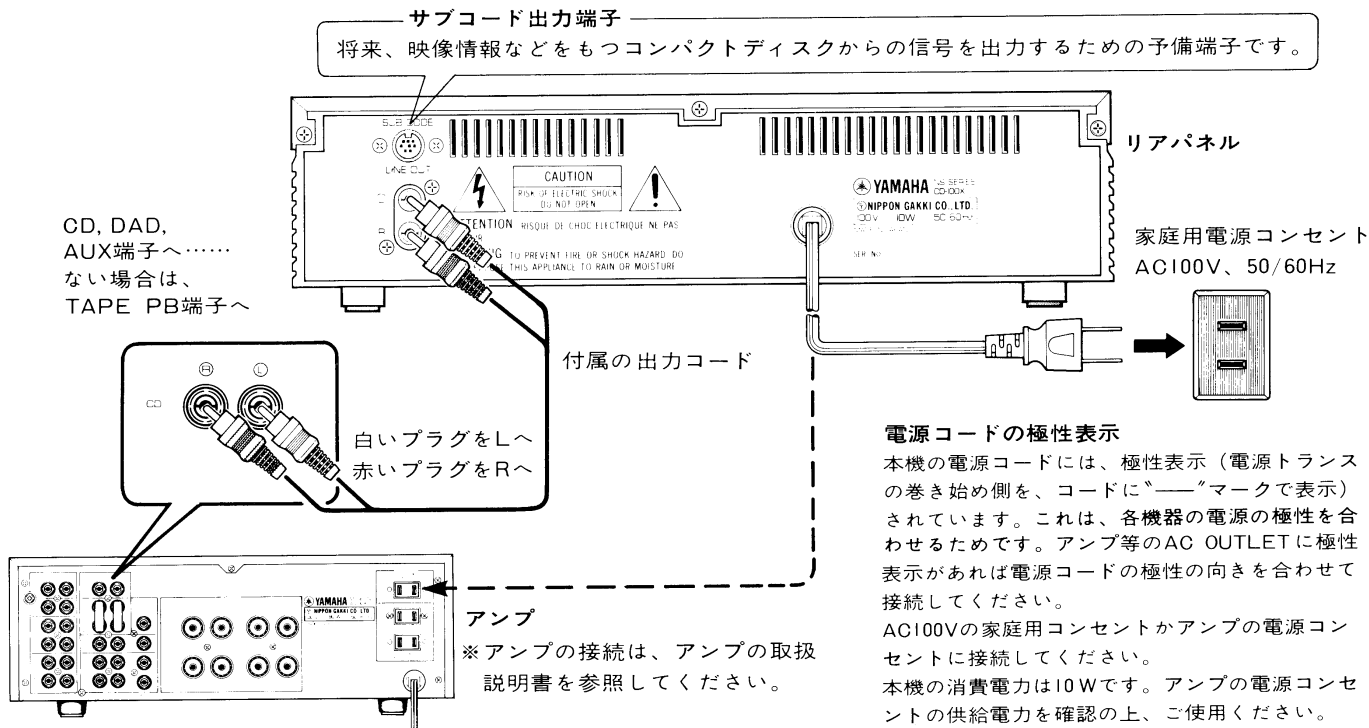 サブコード出力端子
将来、映像情報などをもつコンパクトディスクからの信号を出力するための予備端子です。
リアパネル
SUB CODE
LINE OUT
L
R
CAUTION
RISK OF ELECTRIC SHOCK
DO NOT OPEN
RISQUE DE CHOC ELECTRIQUE NE PAS
TO PREVENT FIRE OR SHOCK HAZARD DO
THIS APPLIANCE TO RAIN OR MOISTURE
YAMAHA NS SERIES
CD-100X
NIPPON GAKKI CO., LTD.
100V 10W 50/60Hz
SER. NO.
CD, DAD,
AUX端子へ……
ない場合は、
TAPE PB端子へ
家庭用電源コンセント
AC100V、50/60Hz
付属の出力コード
CD
R
L
白いプラグをLへ
赤いプラグをRへ
YAMAHA
NIPPON GAKKI CO. LTD
アンプ
※アンプの接続は、アンプの取扱
説明書を参照してください。
電源コードの極性表示
本機の電源コードには、極性表示（電源トランス
の巻き始め側を、コードに"——"マークで表示）
されています。これは、各機器の電源の極性を合
わせるためです。アンプ等のAC OUTLETに極性
表示があれば電源コードの極性の向きを合わせて
接続してください。
AC100Vの家庭用コンセントかアンプの電源コン
セントに接続してください。
本機の消費電力は10Wです。アンプの電源コンセ
ントの供給電力を確認の上、ご使用ください。